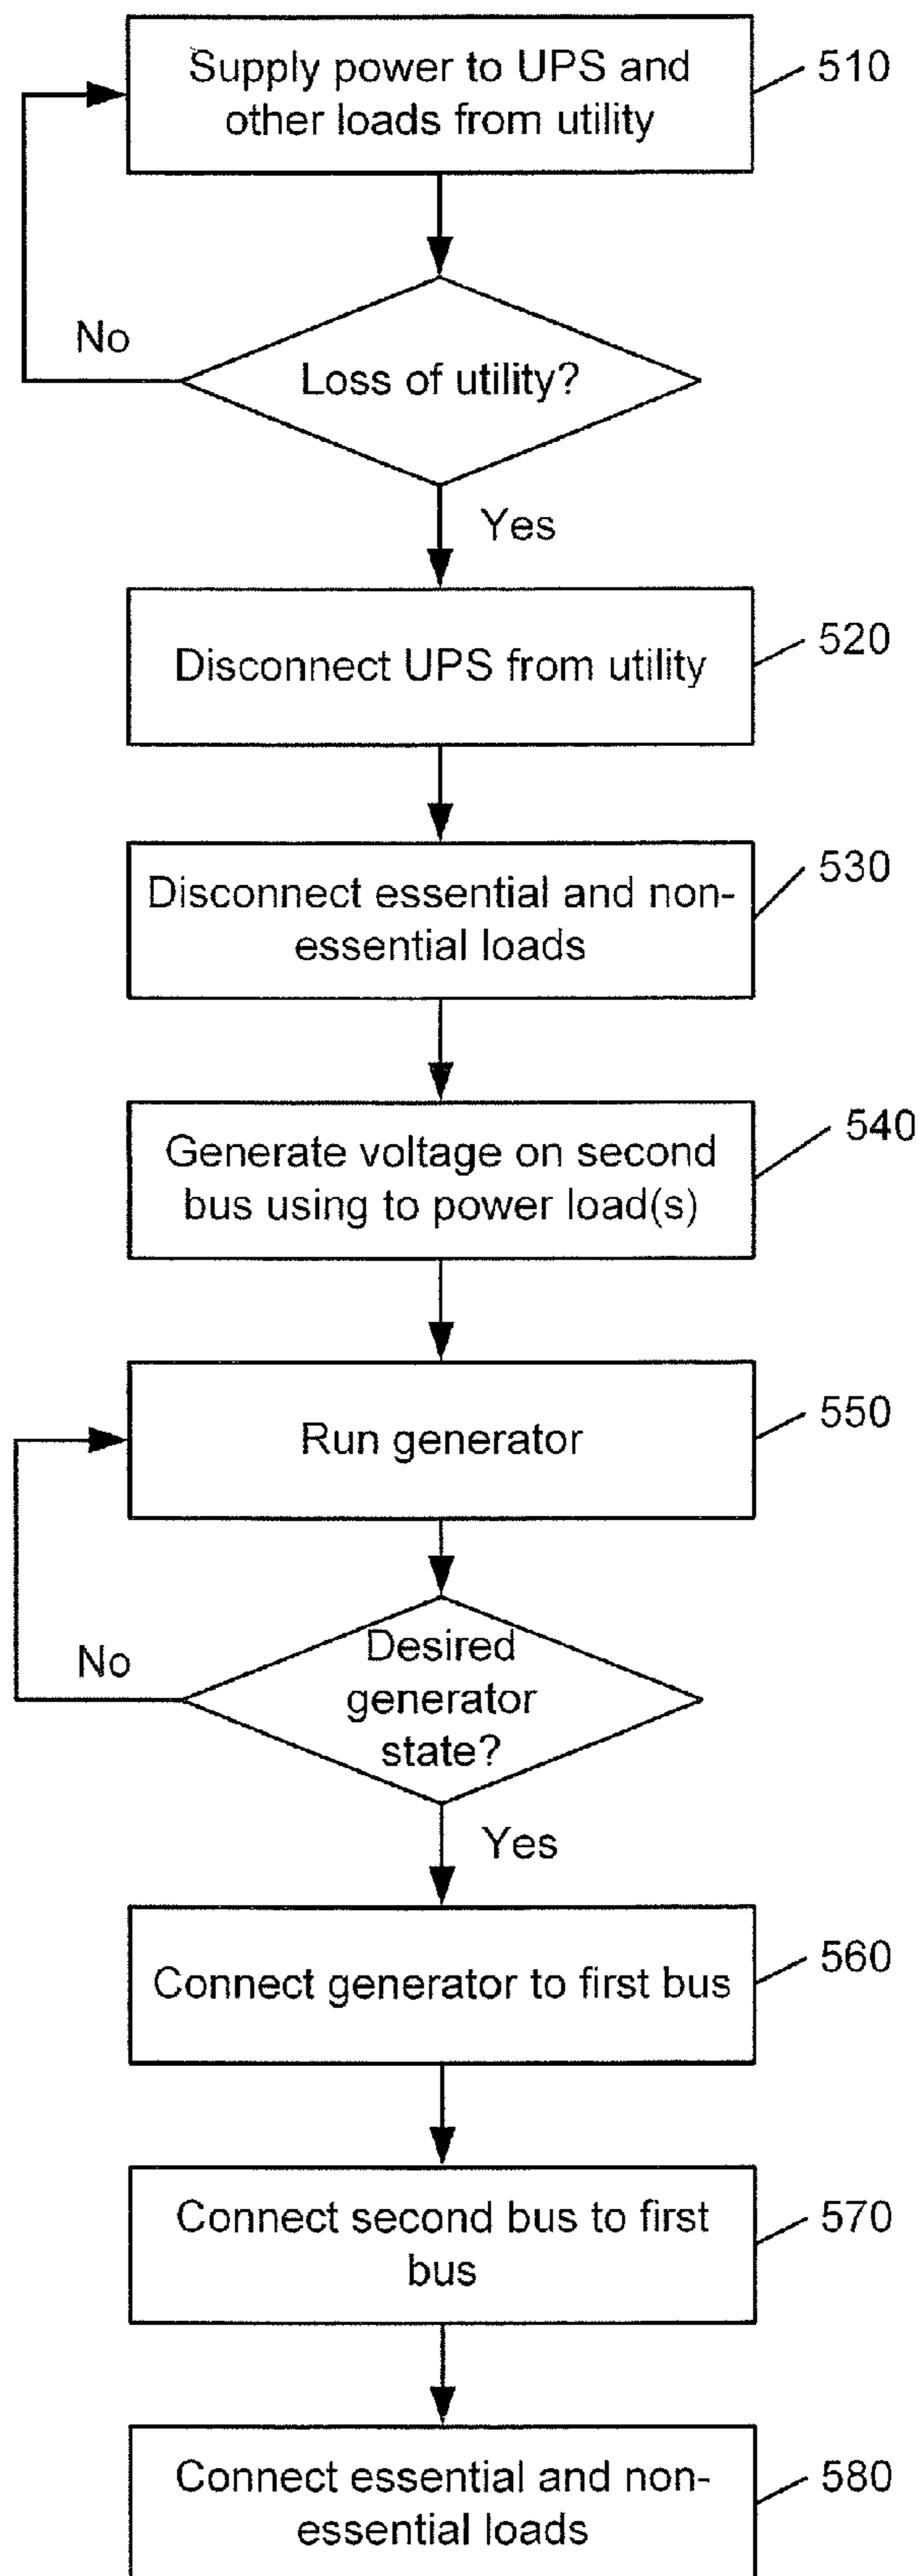 Supply power to UPS and
other loads from utility
510
Loss of utility?
No
Yes
Disconnect UPS from utility
520
Disconnect essential and non-
essential loads
530
Generate voltage on second
bus using to power load(s)
540
Run generator
550
Desired
generator
state?
No
Yes
Connect generator to first bus
560
Connect second bus to first
bus
570
Connect essential and non-
essential loads
580